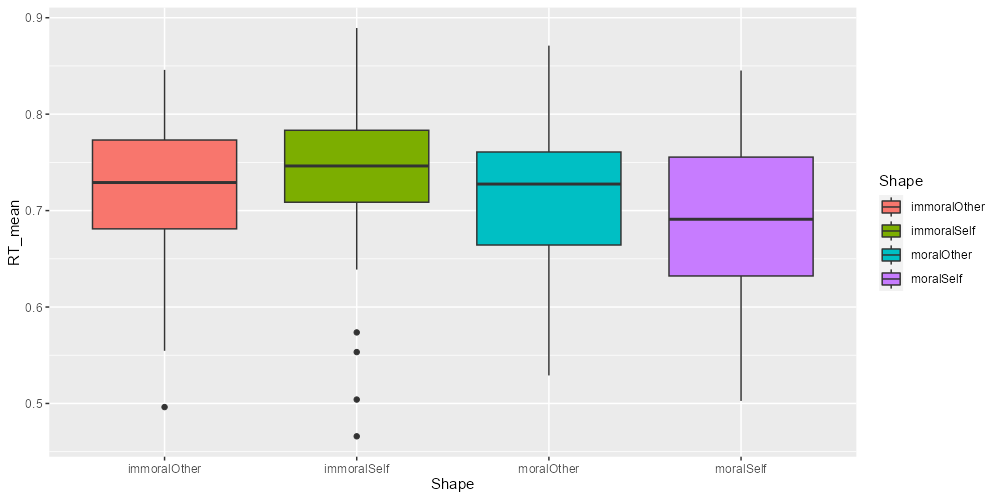 RT_mean
0.9
0.8
0.7
0.6
0.5
immoralOther immoralSelf moralOther moralSelf
Shape
Shape
immoralOther
immoralSelf
moralOther
moralSelf